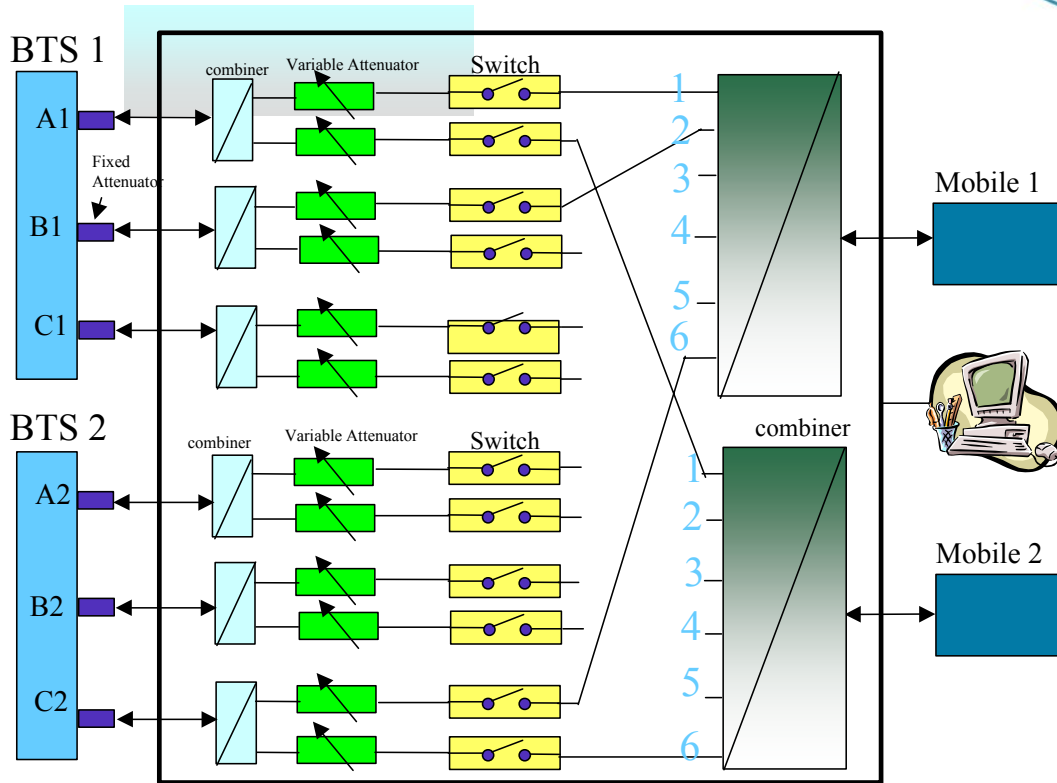 BTS 1
combiner
Variable Attenuator
Switch
A1
1
2
Fixed
Attenuator
3
Mobile 1
B1
4
5
C1
6
BTS 2
combiner
Variable Attenuator
Switch
combiner
1
A2
2
Mobile 2
3
B2
4
5
C2
6